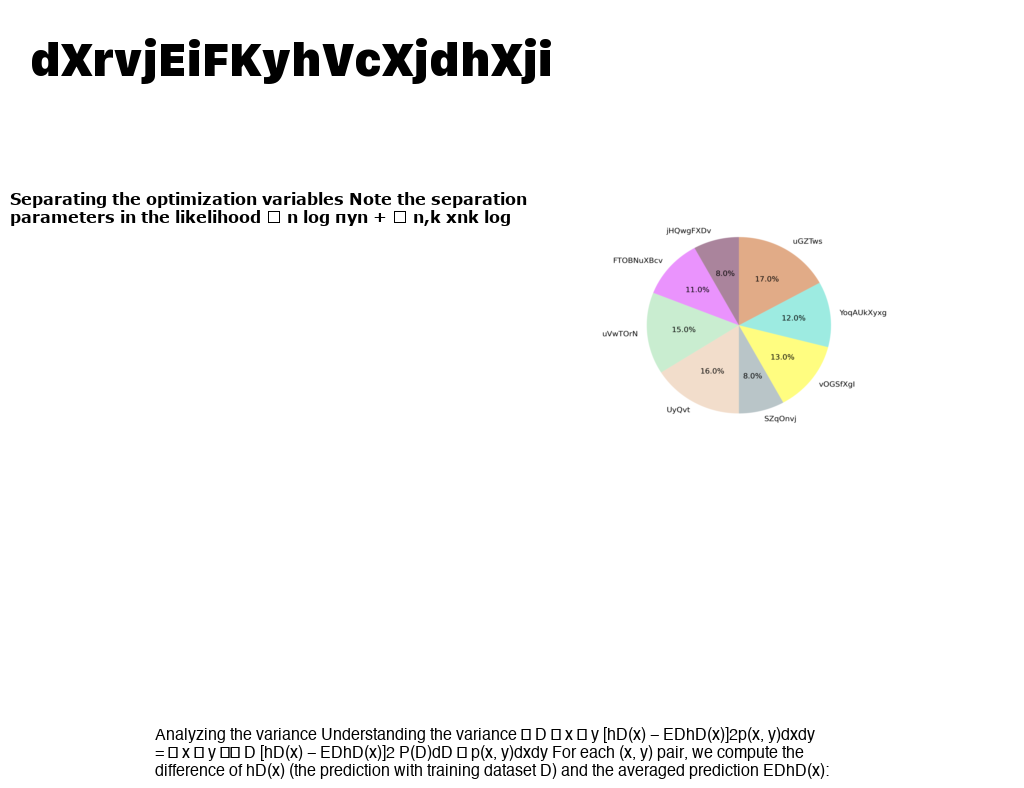 dXrvjEiFKyhVcXjdhXji
Separating the optimization variables Note the separation
parameters in the likelihood □ n log πyn + □ n,k xnk log
jHQwgFXDv
uGZTws
FTOBNuXBcv
8.0%
17.0%
11.0%
YoqAUkXyxg
12.0%
uVwTOrN
15.0%
13.0%
16.0%
8.0%
vOGSfXgI
UyQvt
SZqOnvj
Analyzing the variance Understanding the variance □ D □ x □ y [hD(x) – EDhD(x)]2p(x, y)dxdy
= □ x □ y □□ D [hD(x) – EDhD(x)]2 P(D)dD □ p(x, y)dxdy For each (x, y) pair, we compute the
difference of hD(x) (the prediction with training dataset D) and the averaged prediction EDhD(x):